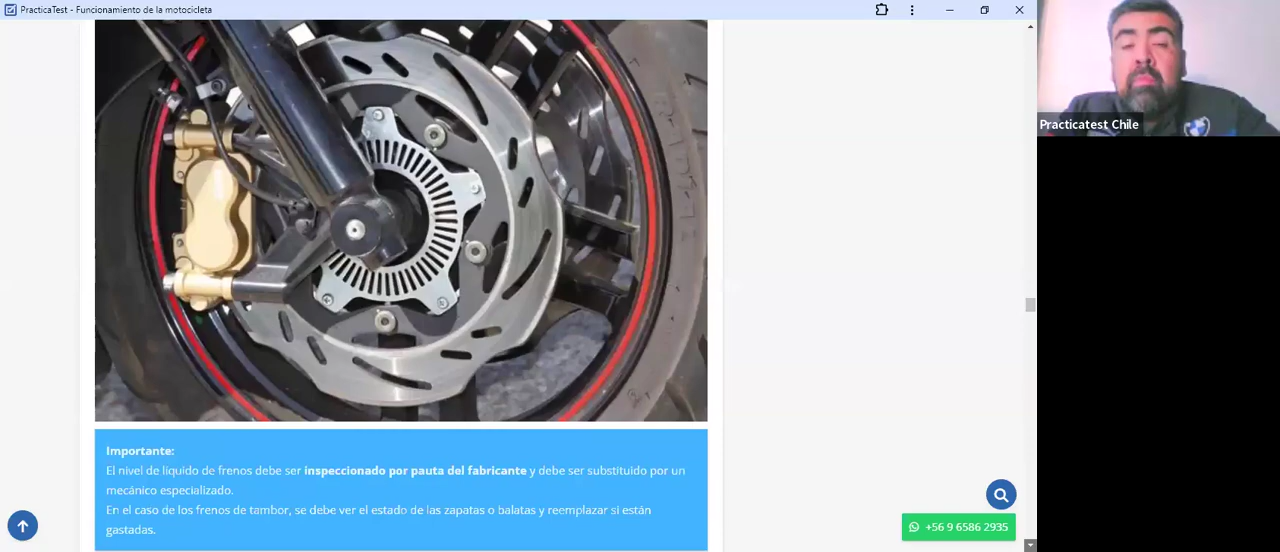 PracticaTest - Funcionamiento de la motocicleta
Practicatest Chile
Importante:
El nivel de líquido de frenos debe ser inspeccionado por pauta del fabricante y debe ser substituido por un
mecánico especializado.
En el caso de los frenos de tambor, se debe ver el estado de las zapatas o balatas y reemplazar si están
gastadas.
+56 9 6586 2935